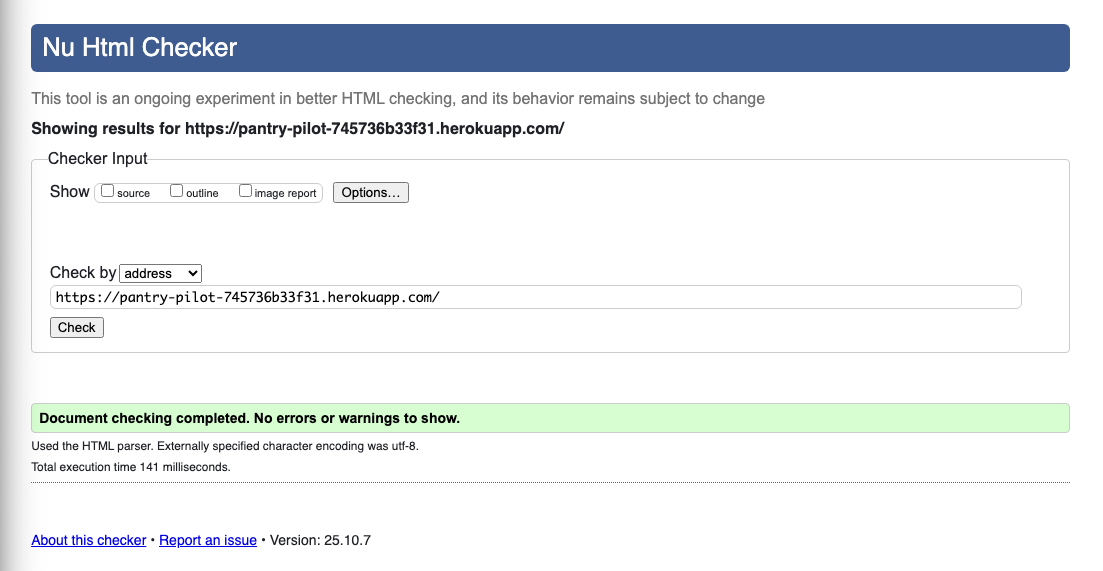 Nu Html Checker
This tool is an ongoing experiment in better HTML checking, and its behavior remains subject to change
Showing results for https://pantry-pilot-745736b33f31.herokuapp.com/
Checker Input
Show source outline image report Options...
Check by address
https://pantry-pilot-745736b33f31.herokuapp.com/
Check
Document checking completed. No errors or warnings to show.
Used the HTML parser. Externally specified character encoding was utf-8.
Total execution time 141 milliseconds.
About this checker • Report an issue • Version: 25.10.7